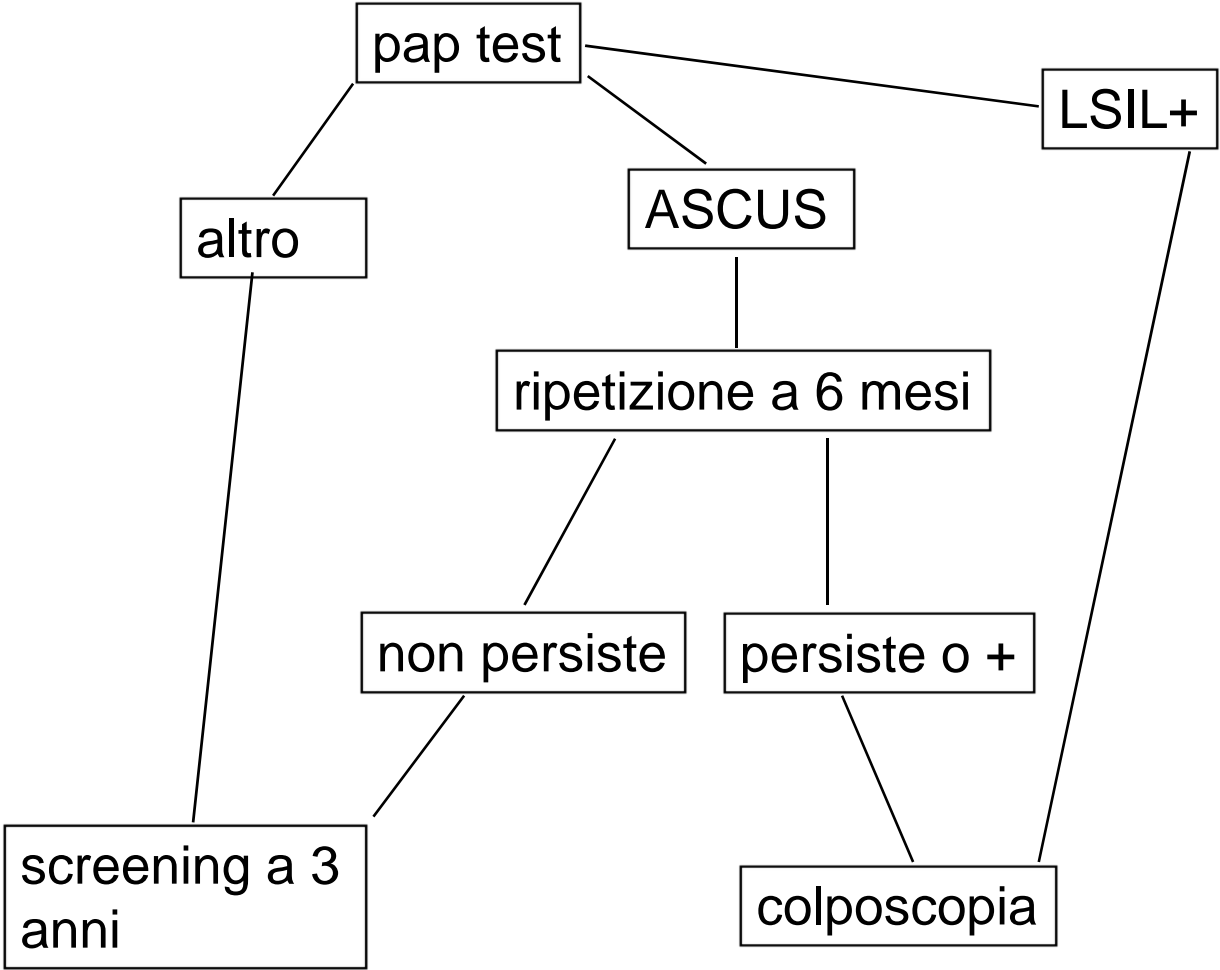 pap test
LSIL+
ASCUS
altro
ripetizione a 6 mesi
non persiste
persiste o +
screening a 3
anni
colposcopia